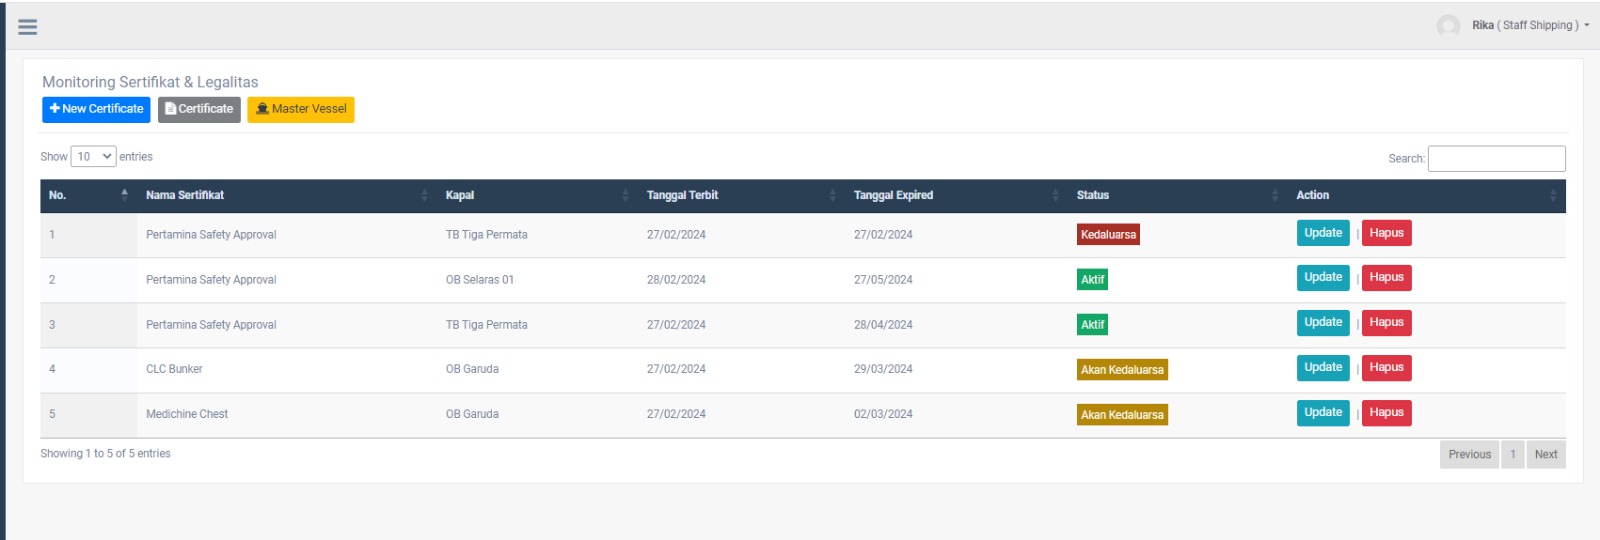 Rika ( Staff Shipping )
Monitoring Sertifikat & Legalitas
New Certificate Certificate Master Vessel
Show 10 entries Search:
No. Nama Sertifikat Kapal Tanggal Terbit Tanggal Expired Status Action
1 Pertamina Safety Approval TB Tiga Permata 27/02/2024 27/02/2024 Kedaluarsa Update | Hapus
2 Pertamina Safety Approval OB Selaras 01 28/02/2024 27/05/2024 Aktif Update | Hapus
3 Pertamina Safety Approval TB Tiga Permata 27/02/2024 28/04/2024 Aktif Update | Hapus
4 CLC Bunker OB Garuda 27/02/2024 29/03/2024 Akan Kedaluarsa Update | Hapus
5 Medichine Chest OB Garuda 27/02/2024 02/03/2024 Akan Kedaluarsa Update | Hapus
Showing 1 to 5 of 5 entries Previous 1 Next